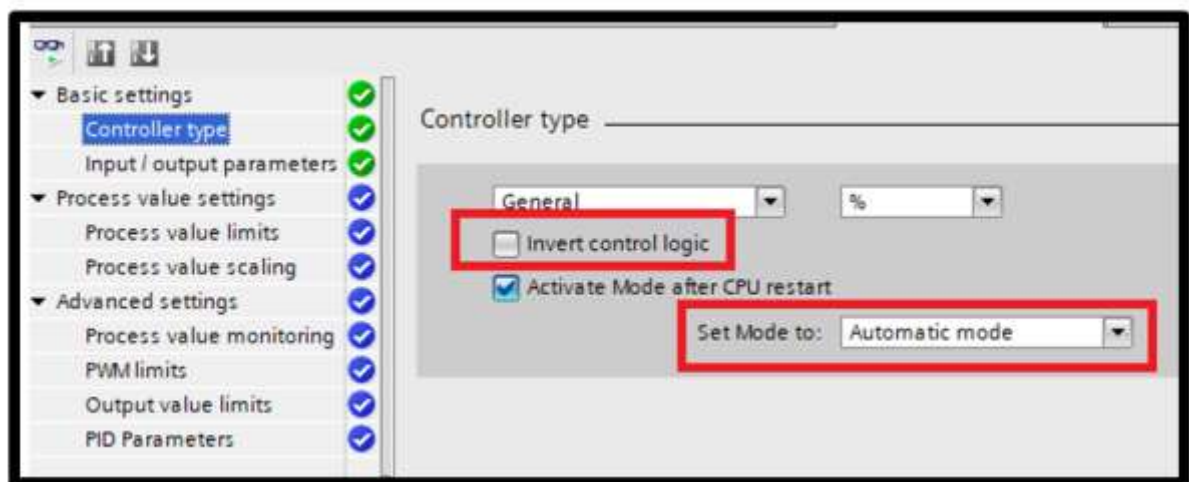 Basic settings
Controller type
Input / output parameters
Process value settings
Process value limits
Process value scaling
Advanced settings
Process value monitoring
PWM limits
Output value limits
PID Parameters
Controller type
General %
Invert control logic
Activate Mode after CPU restart
Set Mode to: Automatic mode